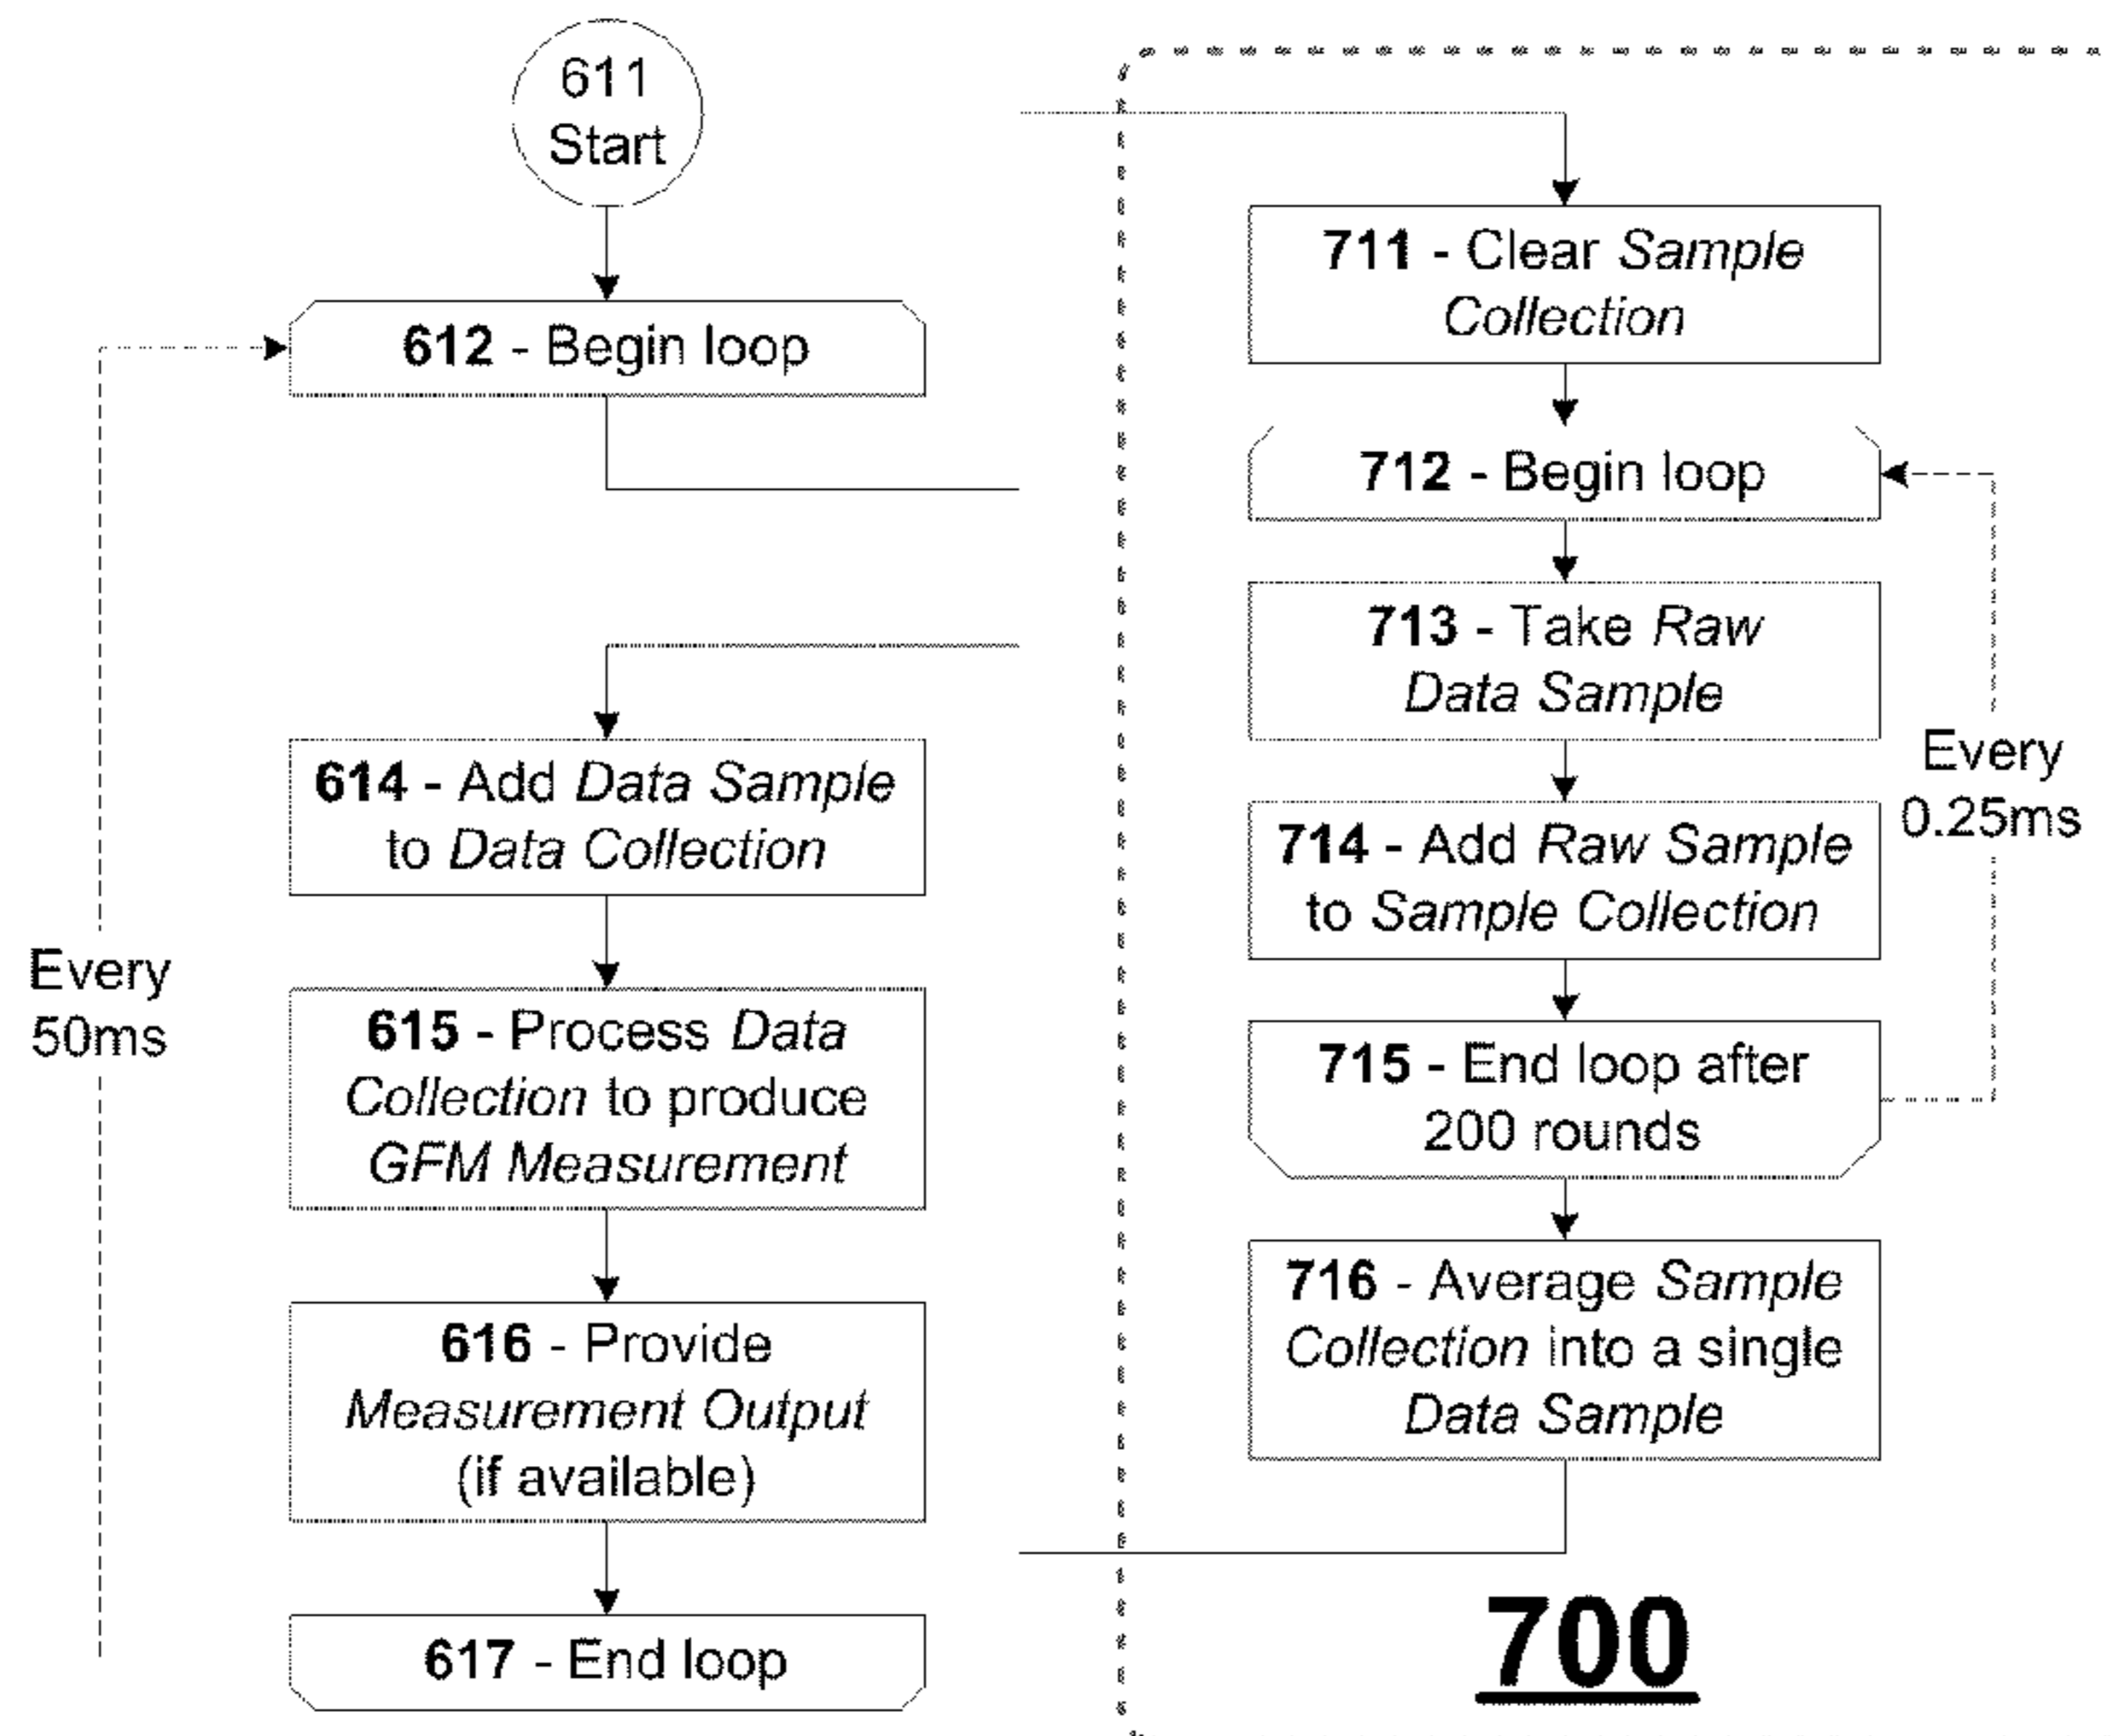 611
Start
612 - Begin loop
614 - Add Data Sample
to Data Collection
615 - Process Data
Collection to produce
GFM Measurement
616 - Provide
Measurement Output
(if available)
617 - End loop
Every
50ms
711 - Clear Sample
Collection
712 - Begin loop
713 - Take Raw
Data Sample
714 - Add Raw Sample
to Sample Collection
715 - End loop after
200 rounds
716 - Average Sample
Collection into a single
Data Sample
Every
0.25ms
700